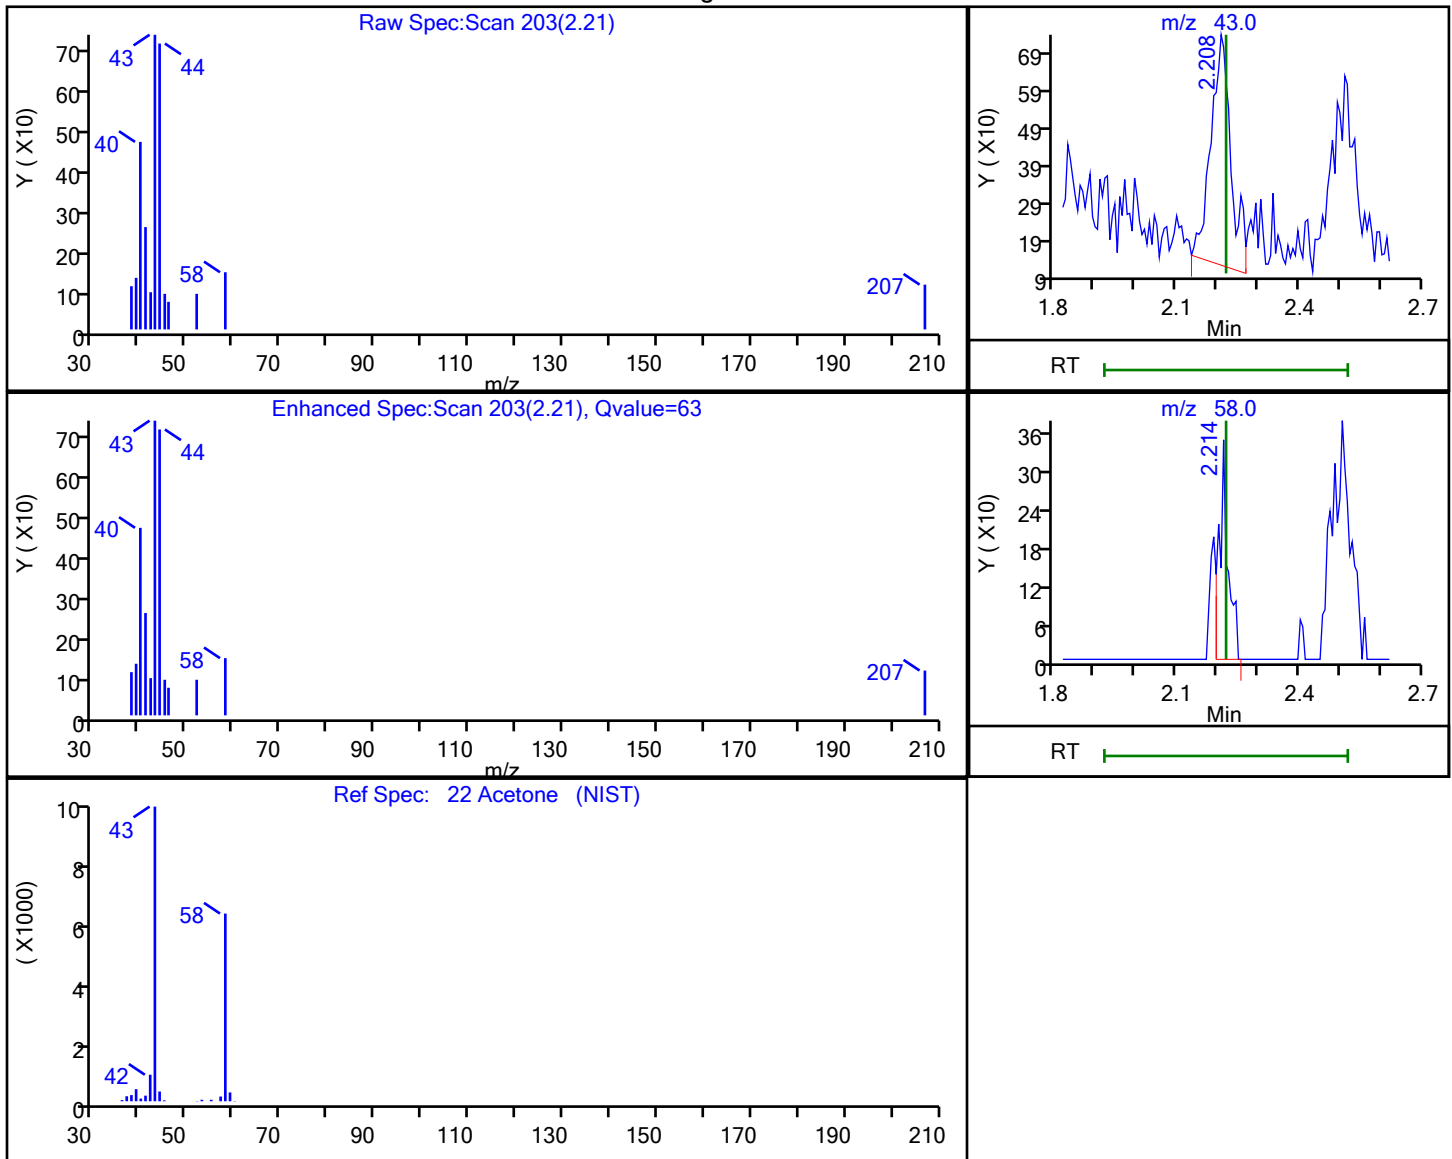 Raw Spec:Scan 203(2.21)
Y ( X10)
70
60
50
40
30
20
10
0
43
44
40
58
207
30 50 70 90 110 130 150 170 190 210
m/z
m/z 43.0
Y ( X10)
69
59
49
39
29
19
9
2.208
1.8 2.1 2.4 2.7
Min
RT
Enhanced Spec:Scan 203(2.21), Qvalue=63
Y ( X10)
70
60
50
40
30
20
10
0
43
44
40
58
207
30 50 70 90 110 130 150 170 190 210
m/z
m/z 58.0
Y ( X10)
36
30
24
18
12
6
0
2.214
1.8 2.1 2.4 2.7
Min
RT
Ref Spec: 22 Acetone (NIST)
( X1000)
10
8
6
4
2
0
43
58
42
30 50 70 90 110 130 150 170 190 210